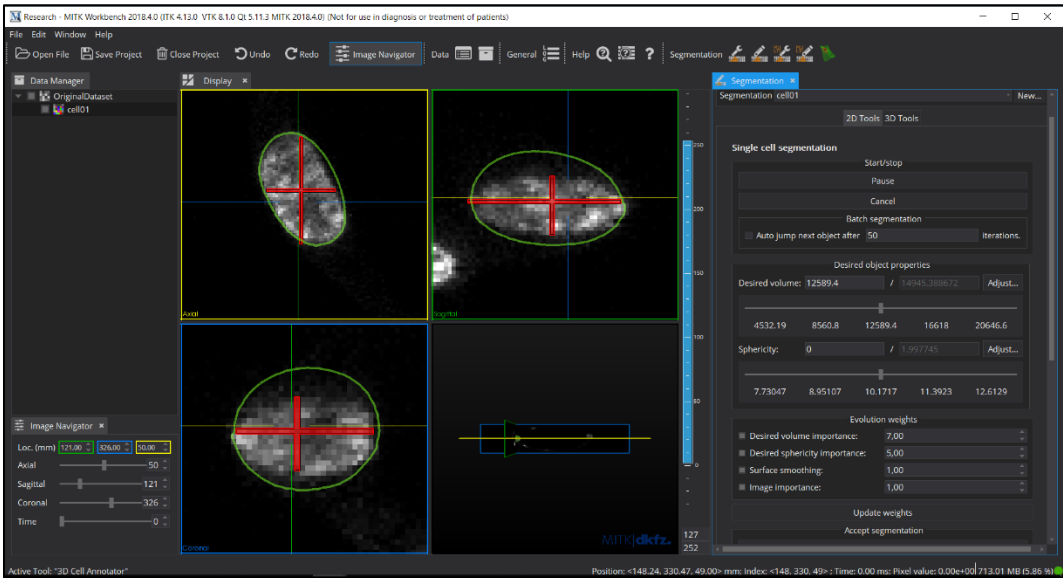 Research - MITK Workbench 2018.4.0 (ITK 4.13.0 VTK 8.1.0 Qt 5.11.3 MITK 2018.4.0) (Not for use in diagnosis or treatment of patients)
File Edit Window Help
Open File Save Project Close Project Undo Redo Image Navigator Data General Help ? Segmentation
Data Manager
OriginalDataset
cell01
Display
Axial
Sagittal
Coronal
MITK|dkfz.
250
200
150
100
50
0
127
252
Image Navigator
Loc. (mm) 121,00 326,00 50,00
Axial 50
Sagittal 121
Coronal 326
Time 0
Segmentation
Segmentation cell01 New...
2D Tools 3D Tools
Single cell segmentation
Start/stop
Pause
Cancel
Batch segmentation
Auto jump next object after 50 iterations.
Desired object properties
Desired volume: 12589.4 / 14945.388672 Adjust...
4532.19 8560.8 12589.4 16618 20646.6
Sphericity: 0 / 1.997745 Adjust...
7.73047 8.95107 10.1717 11.3923 12.6129
Evolution weights
Desired volume importance: 7,00
Desired sphericity importance: 5,00
Surface smoothing: 1,00
Image importance: 1,00
Update weights
Accept segmentation
Active Tool: "3D Cell Annotator"
Position: <148.24, 330.47, 49.00> mm; Index: <148, 330, 49> ; Time: 0.00 ms; Pixel value: 0.00e+00 713.01 MB (5.86 %)